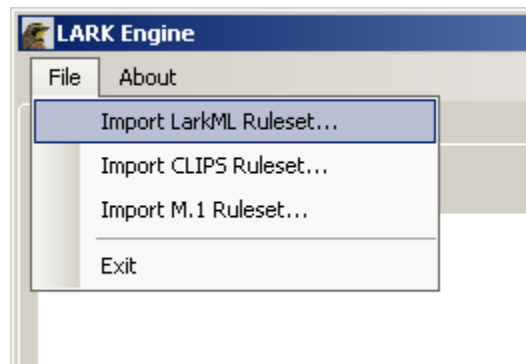 LARK Engine
File About
Import LarkML Ruleset...
Import CLIPS Ruleset...
Import M.1 Ruleset...
Exit